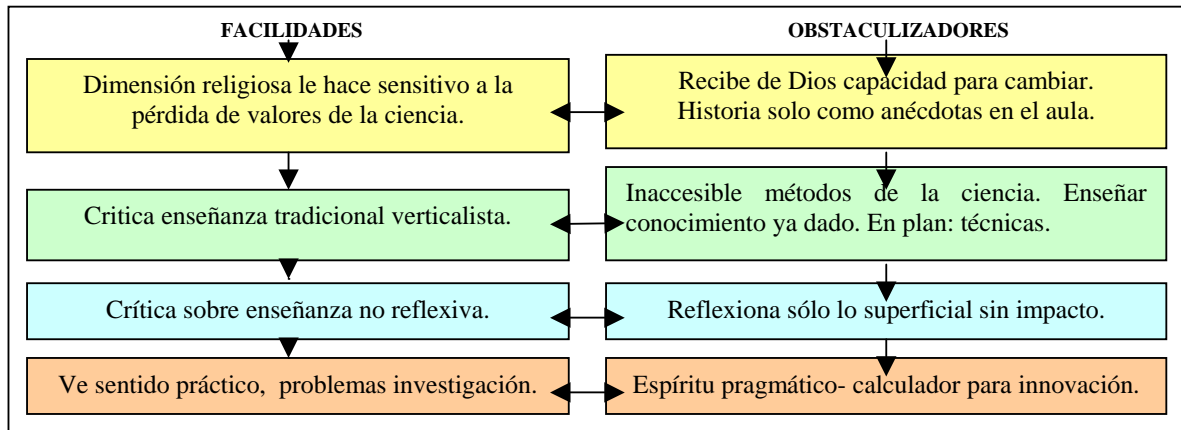 FACILIDADES
OBSTACULIZADORES
Dimensión religiosa le hace sensitivo a la
pérdida de valores de la ciencia.
Recibe de Dios capacidad para cambiar.
Historia solo como anécdotas en el aula.
Critica enseñanza tradicional verticalista.
Inaccesible métodos de la ciencia. Enseñar
conocimiento ya dado. En plan: técnicas.
Crítica sobre enseñanza no reflexiva.
Reflexiona sólo lo superficial sin impacto.
Ve sentido práctico, problemas investigación.
Espíritu pragmático- calculador para innovación.